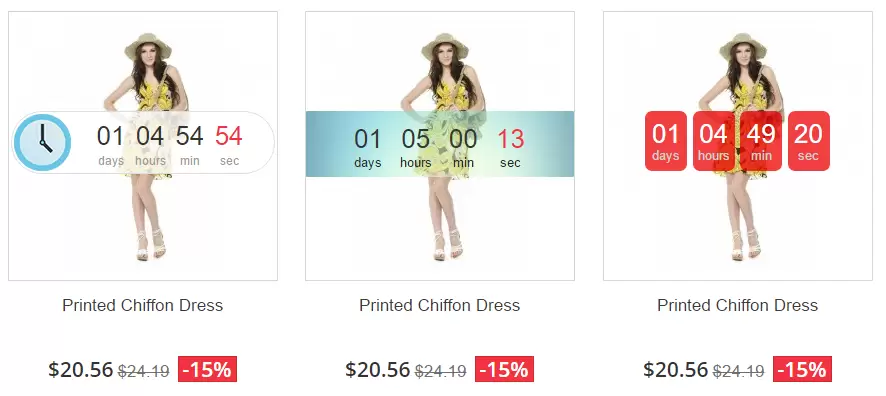 01 04 54 54
days hours min sec
01 05 00 13
days hours min sec
01 04 49 20
days hours min sec
Printed Chiffon Dress
Printed Chiffon Dress
Printed Chiffon Dress
$20.56 $24.19 -15%
$20.56 $24.19 -15%
$20.56 $24.19 -15%